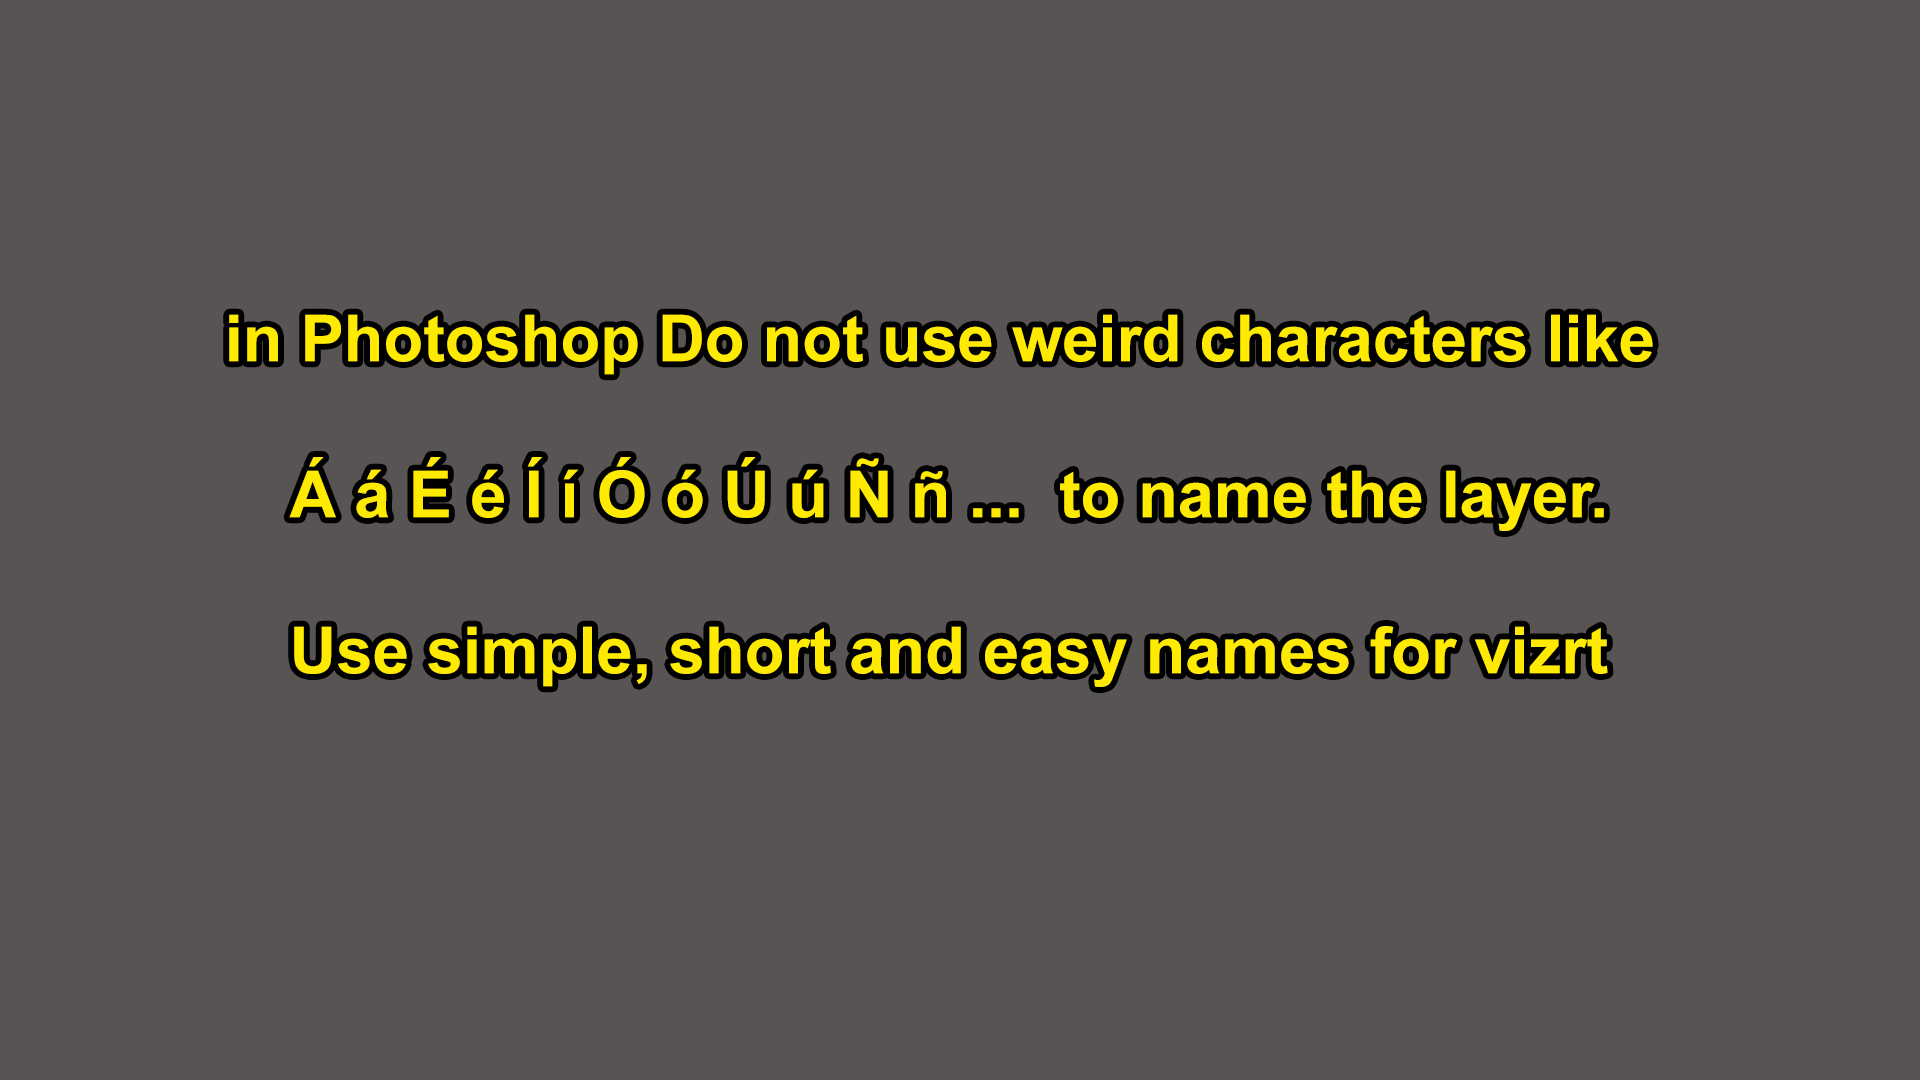 in Photoshop Do not use weird characters like
Á á É é Í í Ó ó Ú ú Ñ ñ ...  to name the layer.
Use simple, short and easy names for vizrt